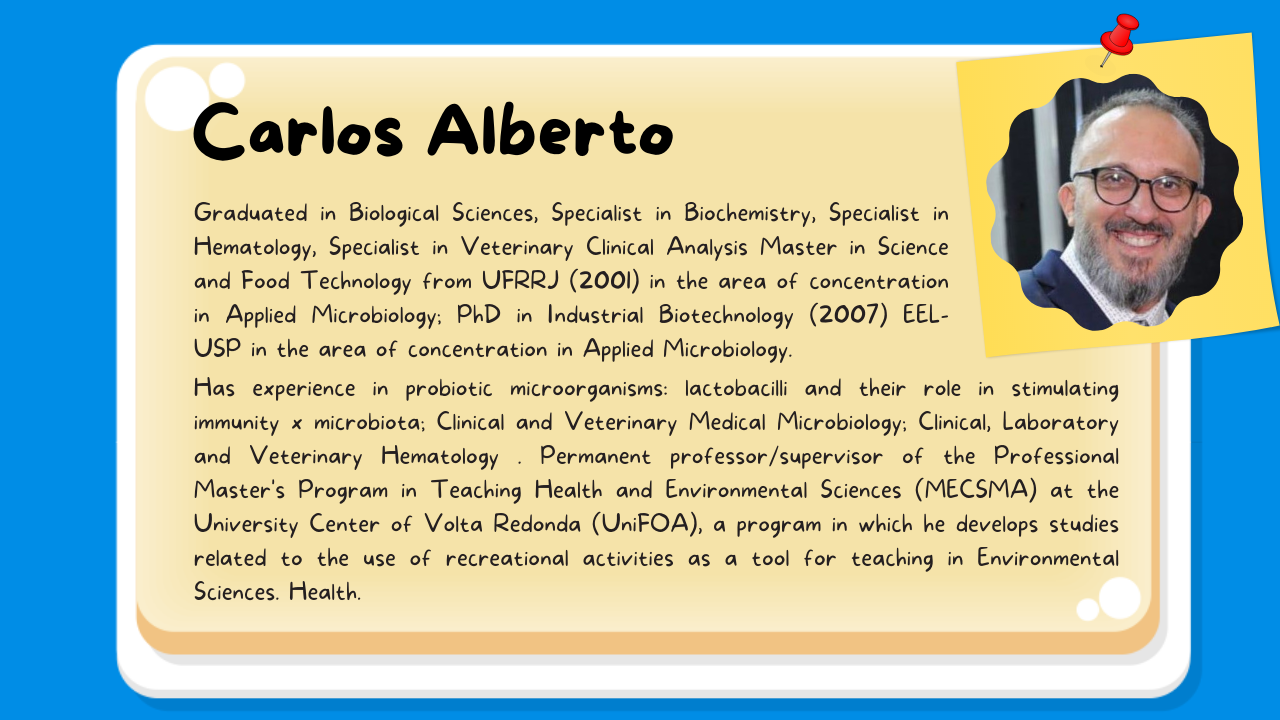 Carlos Alberto
Graduated in Biological Sciences, Specialist in Biochemistry, Specialist in
Hematology, Specialist in Veterinary Clinical Analysis Master in Science
and Food Technology from UFRRJ (2001) in the area of concentration
in Applied Microbiology; PhD in Industrial Biotechnology (2007) EEL-
USP in the area of concentration in Applied Microbiology.
Has experience in probiotic microorganisms: lactobacilli and their role in stimulating
immunity x microbiota; Clinical and Veterinary Medical Microbiology; Clinical, Laboratory
and Veterinary Hematology . Permanent professor/supervisor of the Professional
Master's Program in Teaching Health and Environmental Sciences (MECSMA) at the
University Center of Volta Redonda (UniFOA), a program in which he develops studies
related to the use of recreational activities as a tool for teaching in Environmental
Sciences. Health.